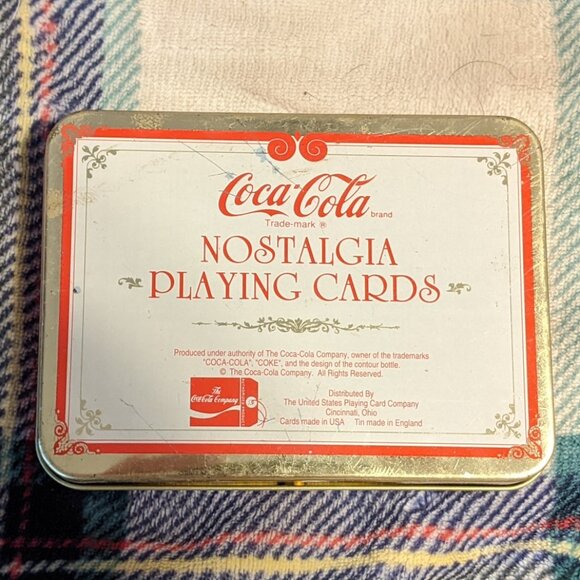 Coca-Cola brand
Trade-mark ®
NOSTALGIA
PLAYING CARDS
Produced under authority of The Coca-Cola Company, owner of the trademarks
"COCA-COLA", "COKE", and the design of the contour bottle.
© The Coca-Cola Company. All Rights Reserved.
The
Coca-Cola Company
Distributed By
The United States Playing Card Company
Cincinnati, Ohio
Cards made in USA Tin made in England